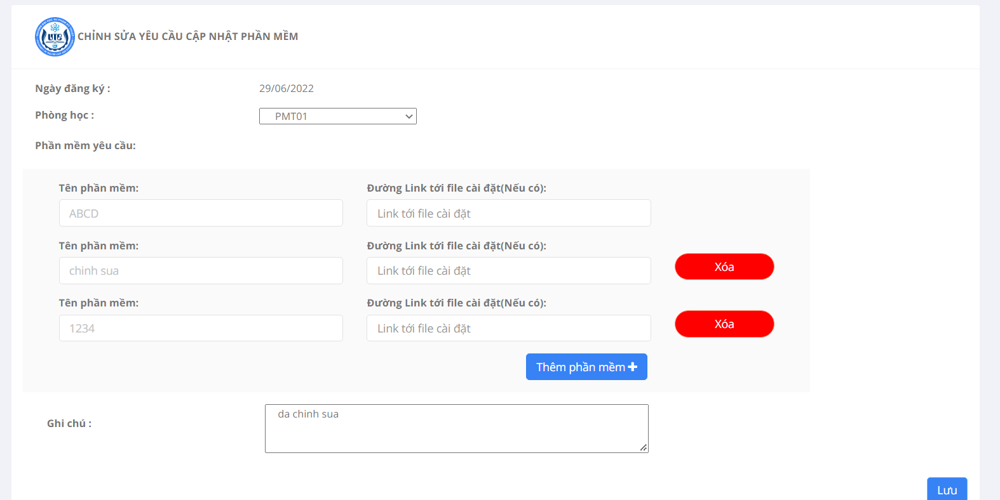 UTE
CHỈNH SỬA YÊU CẦU CẬP NHẬT PHẦN MỀM
Ngày đăng ký : 29/06/2022
Phòng học : PMT01
Phần mềm yêu cầu:
Tên phần mềm: Đường Link tới file cài đặt(Nếu có):
ABCD Link tới file cài đặt
Tên phần mềm: Đường Link tới file cài đặt(Nếu có):
chinh sua Link tới file cài đặt Xóa
Tên phần mềm: Đường Link tới file cài đặt(Nếu có):
1234 Link tới file cài đặt Xóa
Thêm phần mềm
Ghi chú : da chinh sua
Lưu